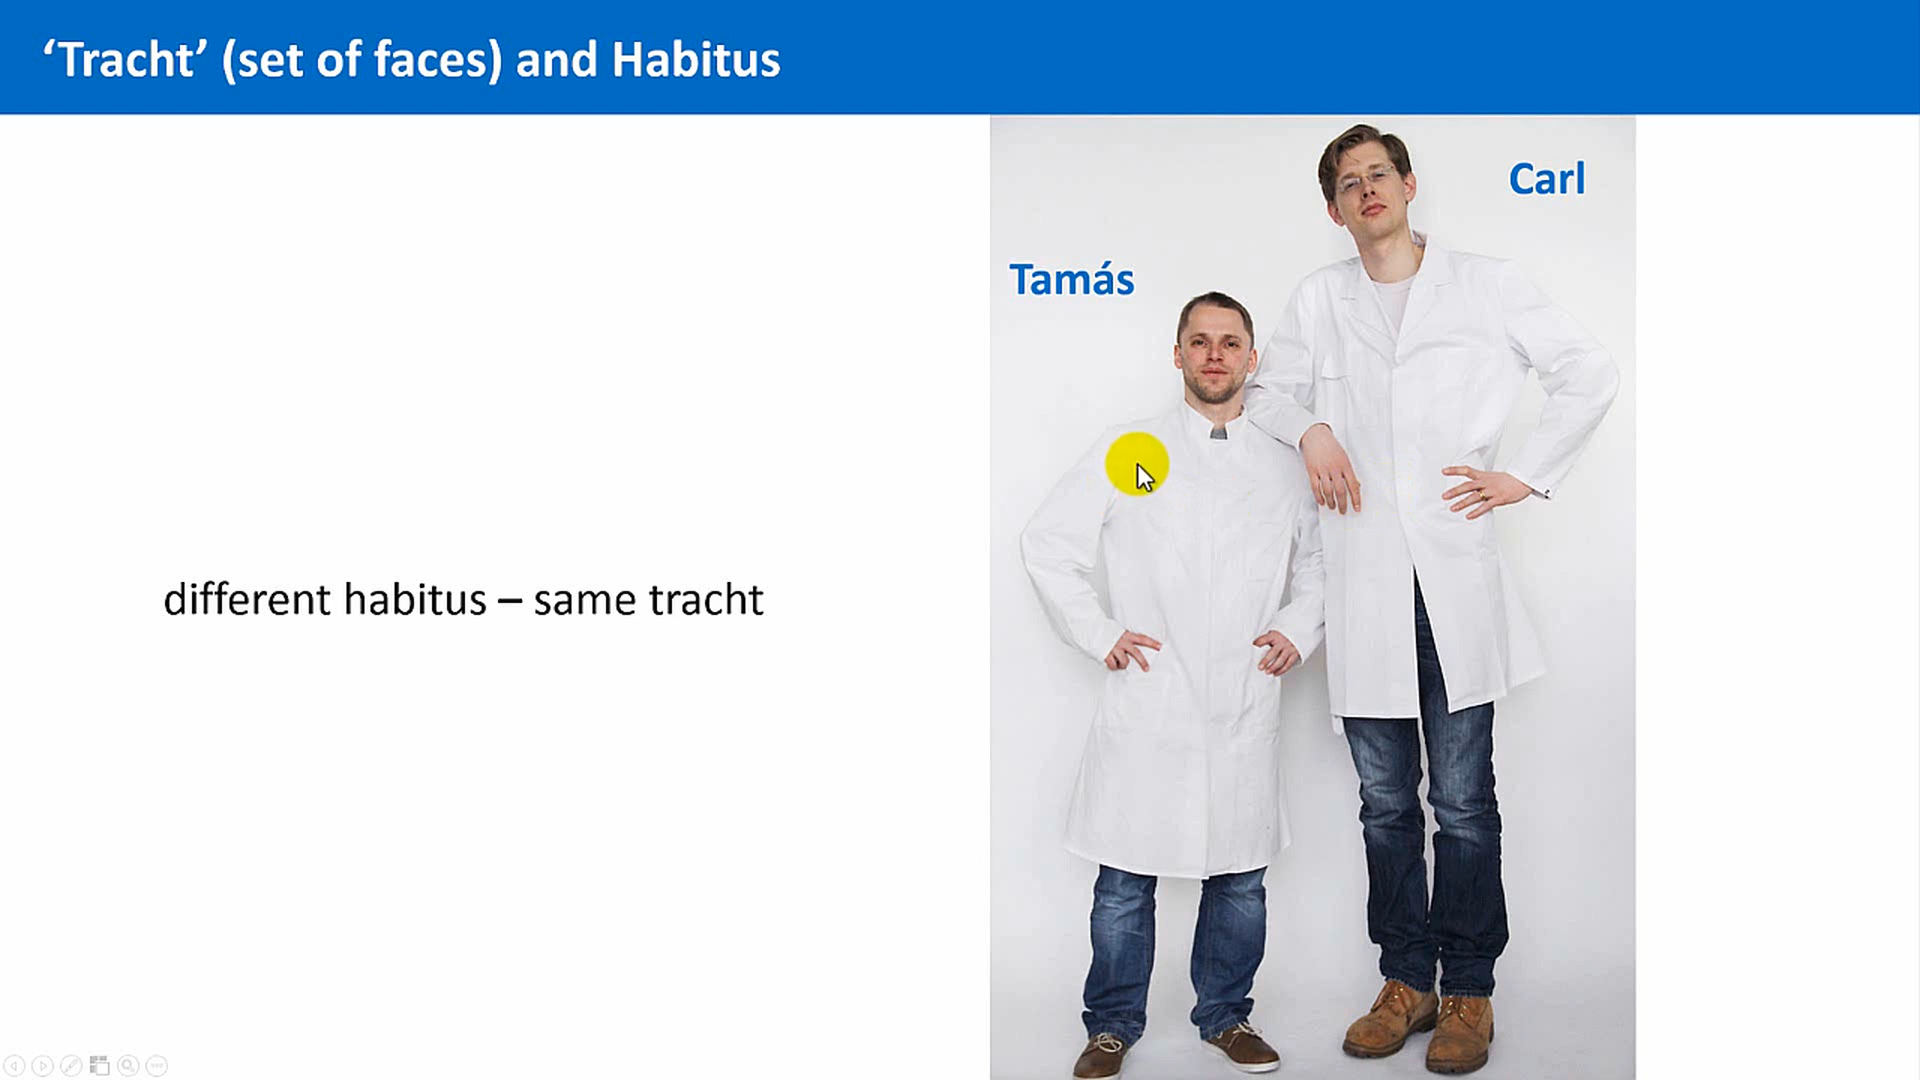 ‘Tracht’ (set of faces) and Habitus
Carl
Tamás
different habitus – same tracht